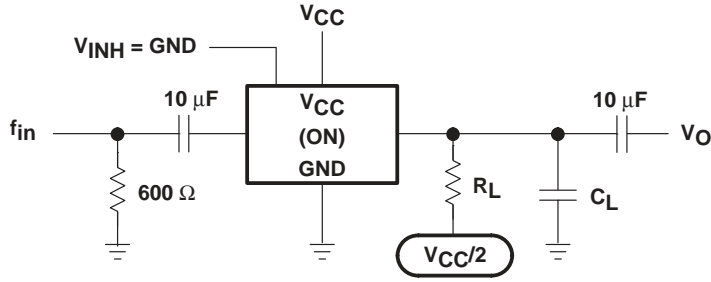 VCC
VINH = GND
10 μF
VCC
10 μF
fin
(ON)
VO
GND
600 Ω
RL
CL
VCC/2